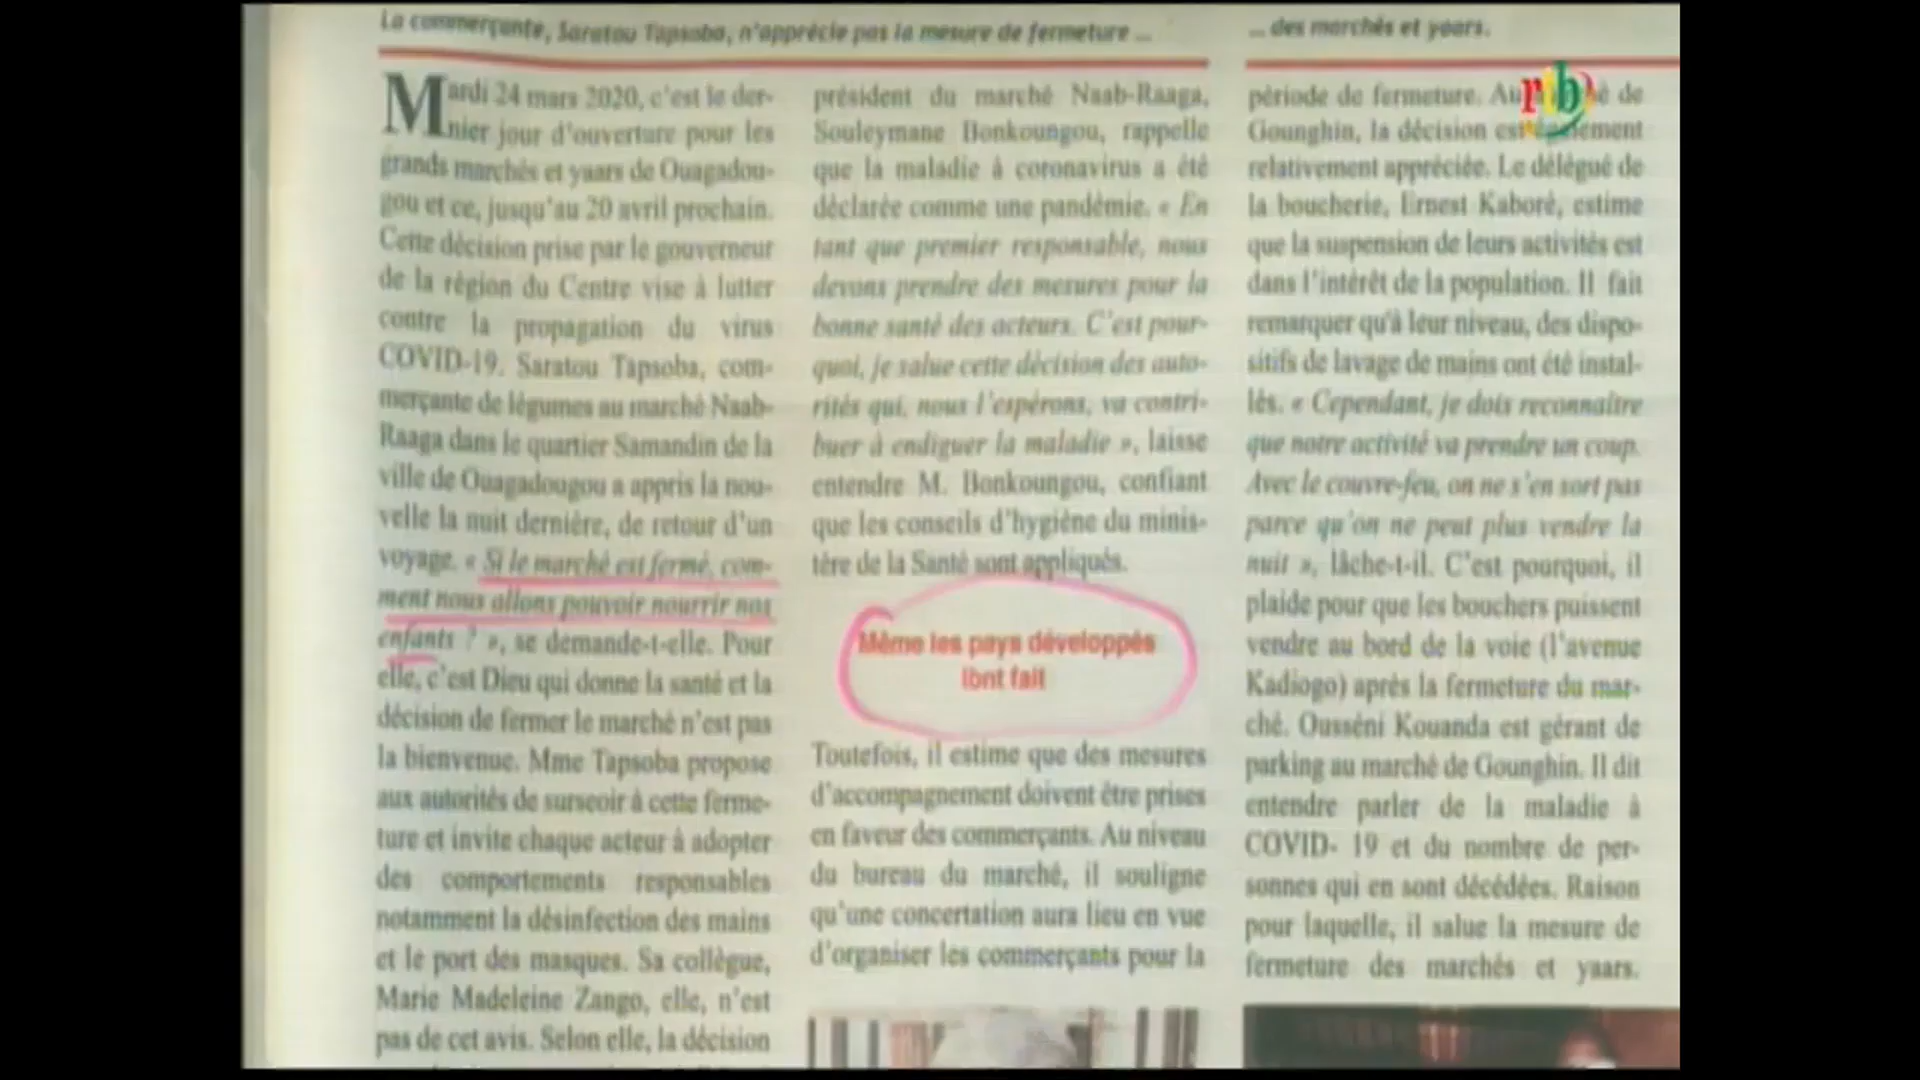 La commerçante, Saratou Tapsoba, n'apprécie pas la mesure de fermeture ...
... des marchés et yaars.
Mardi 24 mars 2020, c'est le der-
nier jour d'ouverture pour les
grands marchés et yaars de Ouagadou-
gou et ce, jusqu'au 20 avril prochain.
Cette décision prise par le gouverneur
de la région du Centre vise à lutter
contre la propagation du virus
COVID-19. Saratou Tapsoba, com-
merçante de légumes au marché Naab-
Raaga dans le quartier Samandin de la
ville de Ouagadougou a appris la nou-
velle la nuit dernière, de retour d'un
voyage. « Si le marché est fermé, com-
ment nous allons pouvoir nourrir nos
enfants ? », se demande-t-elle. Pour
elle, c'est Dieu qui donne la santé et la
décision de fermer le marché n'est pas
la bienvenue. Mme Tapsoba propose
aux autorités de surseoir à cette ferme-
ture et invite chaque acteur à adopter
des comportements responsables
notamment la désinfection des mains
et le port des masques. Sa collègue,
Marie Madeleine Zango, elle, n'est
pas de cet avis. Selon elle, la décision
président du marché Naab-Raaga,
Souleymane Bonkoungou, rappelle
que la maladie à coronavirus a été
déclarée comme une pandémie. « En
tant que premier responsable, nous
devons prendre des mesures pour la
bonne santé des acteurs. C'est pour-
quoi, je salue cette décision des auto-
rités qui, nous l'espérons, va contri-
buer à endiguer la maladie », laisse
entendre M. Bonkoungou, confiant
que les conseils d'hygiène du minis-
tère de la Santé sont appliqués.
Même les pays développés
l'ont fait
Toutefois, il estime que des mesures
d'accompagnement doivent être prises
en faveur des commerçants. Au niveau
du bureau du marché, il souligne
qu'une concertation aura lieu en vue
d'organiser les commerçants pour la
période de fermeture. Au de
Gounghin, la décision est également
relativement appréciée. Le délégué de
la boucherie, Ernest Kaboré, estime
que la suspension de leurs activités est
dans l'intérêt de la population. Il fait
remarquer qu'à leur niveau, des dispo-
sitifs de lavage de mains ont été instal-
lés. « Cependant, je dois reconnaître
que notre activité va prendre un coup.
Avec le couvre-feu, on ne s'en sort pas
parce qu'on ne peut plus vendre la
nuit », lâche-t-il. C'est pourquoi, il
plaide pour que les bouchers puissent
vendre au bord de la voie (l'avenue
Kadiogo) après la fermeture du mar-
ché. Ousséni Kouanda est gérant de
parking au marché de Gounghin. Il dit
entendre parler de la maladie à
COVID- 19 et du nombre de per-
sonnes qui en sont décédées. Raison
pour laquelle, il salue la mesure de
fermeture des marchés et yaars.
rtb